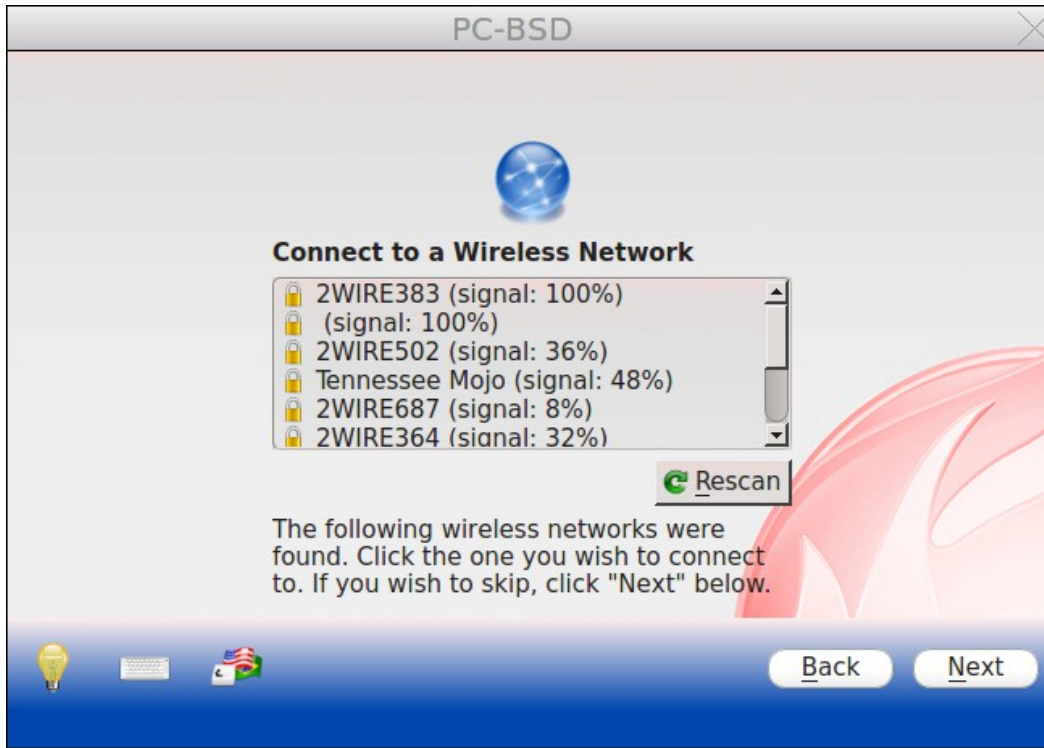 PC-BSD
Connect to a Wireless Network
2WIRE383 (signal: 100%)
(signal: 100%)
2WIRE502 (signal: 36%)
Tennessee Mojo (signal: 48%)
2WIRE687 (signal: 8%)
2WIRE364 (signal: 32%)
Rescan
The following wireless networks were
found. Click the one you wish to connect
to. If you wish to skip, click "Next" below.
Back Next